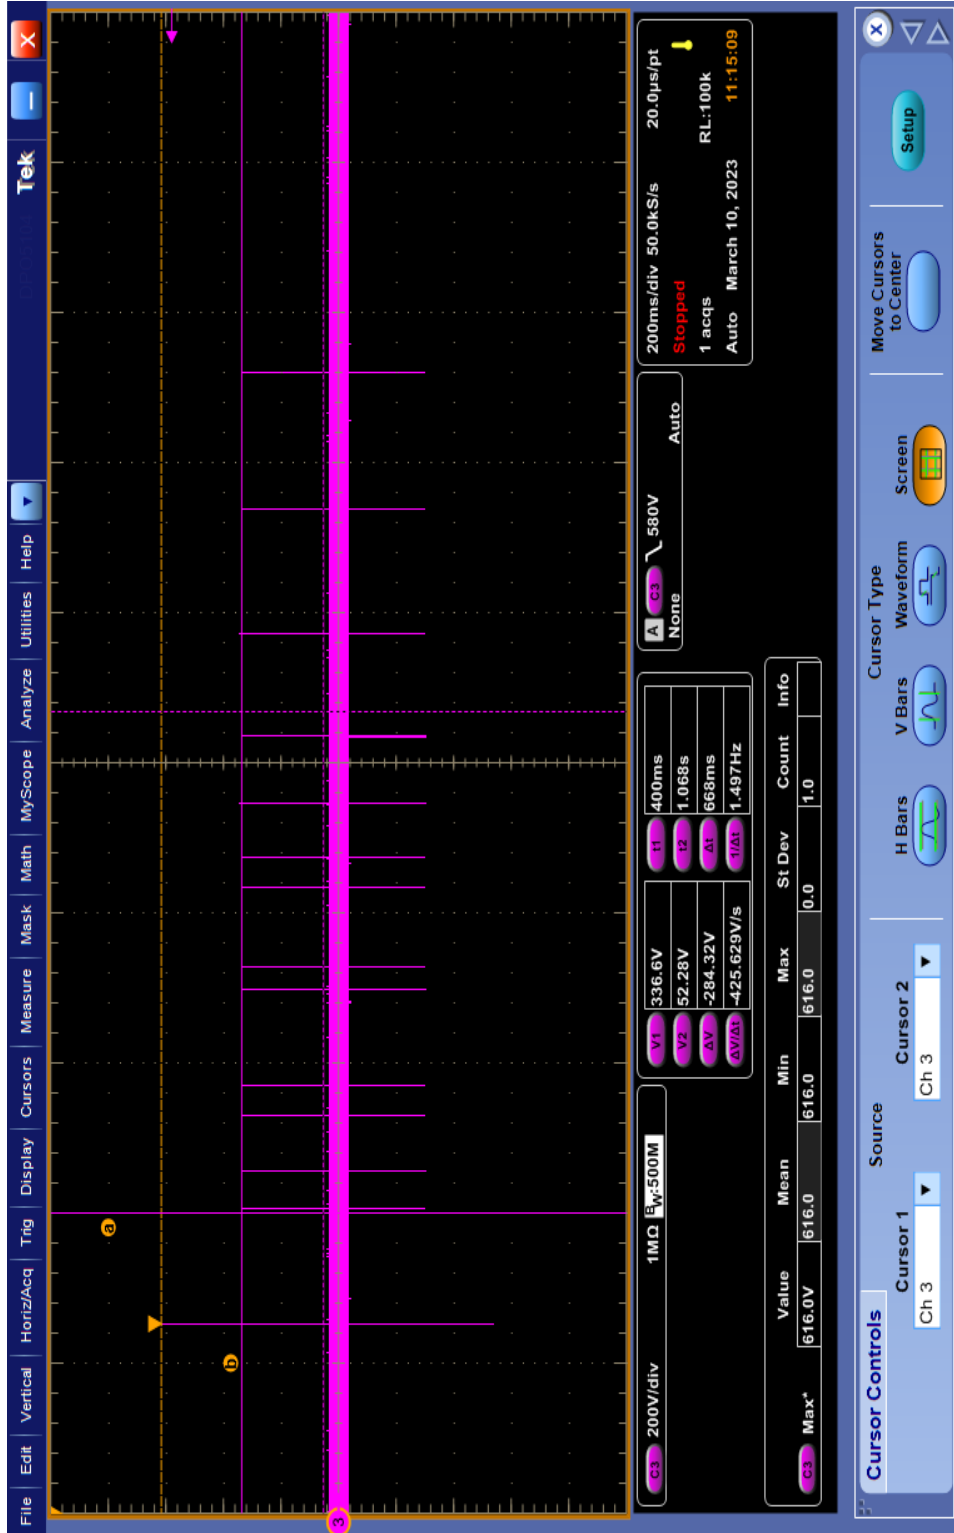 File Edit Vertical Horiz/Acq Trig Display Cursors Measure Mask Math MyScope Analyze Utilities Help Tek
a
b
3
C3 200V/div 1MΩ BW:500M
V1 336.6V
V2 52.28V
ΔV -284.32V
ΔV/Δt -425.629V/s
t1 400ms
t2 1.068s
Δt 668ms
1/Δt 1.497Hz
A C3 580V
None Auto
200ms/div 50.0kS/s 20.0µs/pt
Stopped
1 acqs RL:100k
Auto March 10, 2023 11:15:09
Value Mean Min Max St Dev Count Info
C3 Max* 616.0V 616.0 616.0 616.0 0.0 1.0
Cursor Controls
Source
Cursor 1
Ch 3
Cursor 2
Ch 3
Cursor Type
H Bars
V Bars
Waveform
Screen
Move Cursors
to Center
Setup
X